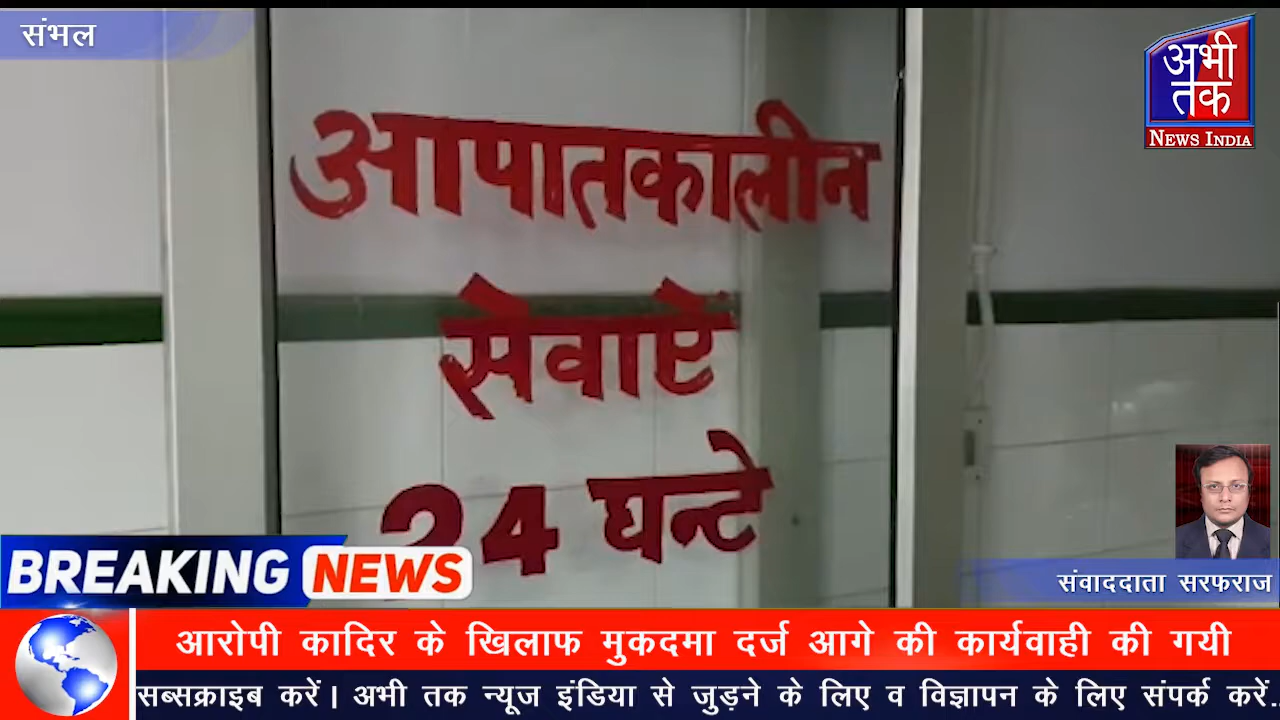 संभल
अभी
तक
NEWS INDIA
आपातकालीन
सेवाऐं
24 घन्टे
BREAKING NEWS
संवाददाता सरफराज
आरोपी कादिर के खिलाफ मुकदमा दर्ज आगे की कार्यवाही की गयी
सब्सक्राइब करें। अभी तक न्यूज इंडिया से जुड़ने के लिए व विज्ञापन के लिए संपर्क करें..